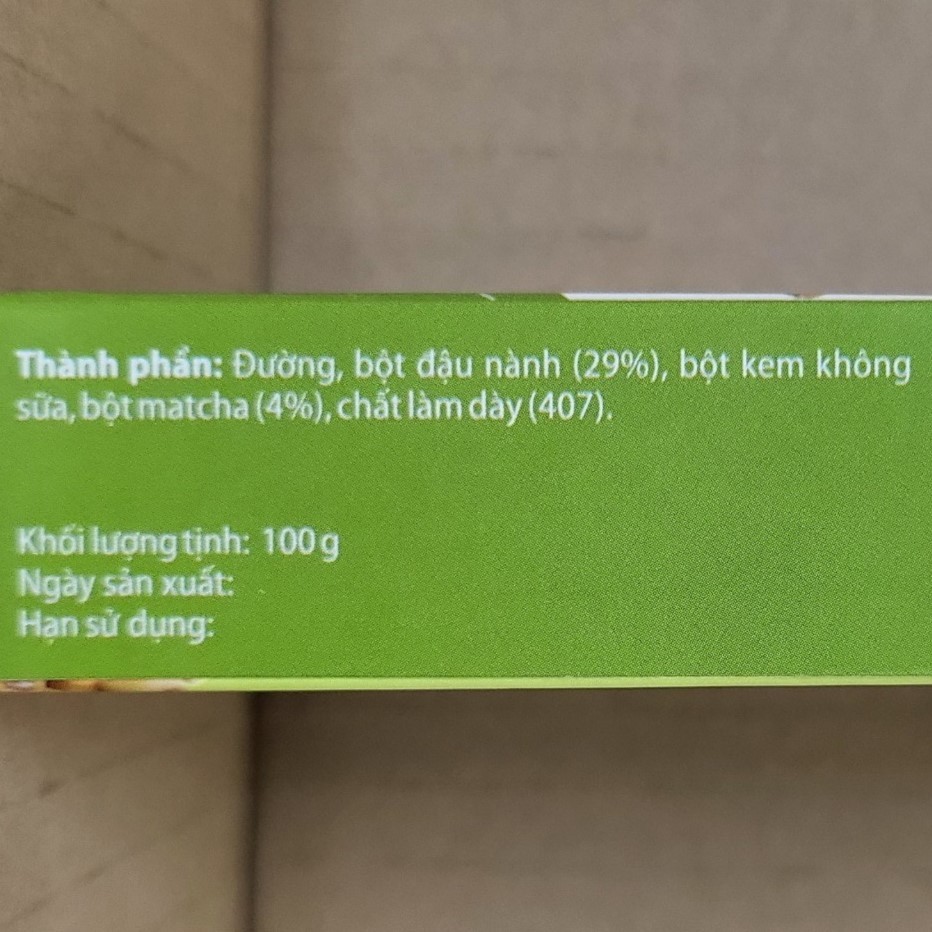 Thành phần: Đường, bột đậu nành (29%), bột kem không
sữa, bột matcha (4%), chất làm dày (407).
Khối lượng tịnh: 100 g
Ngày sản xuất:
Hạn sử dụng: